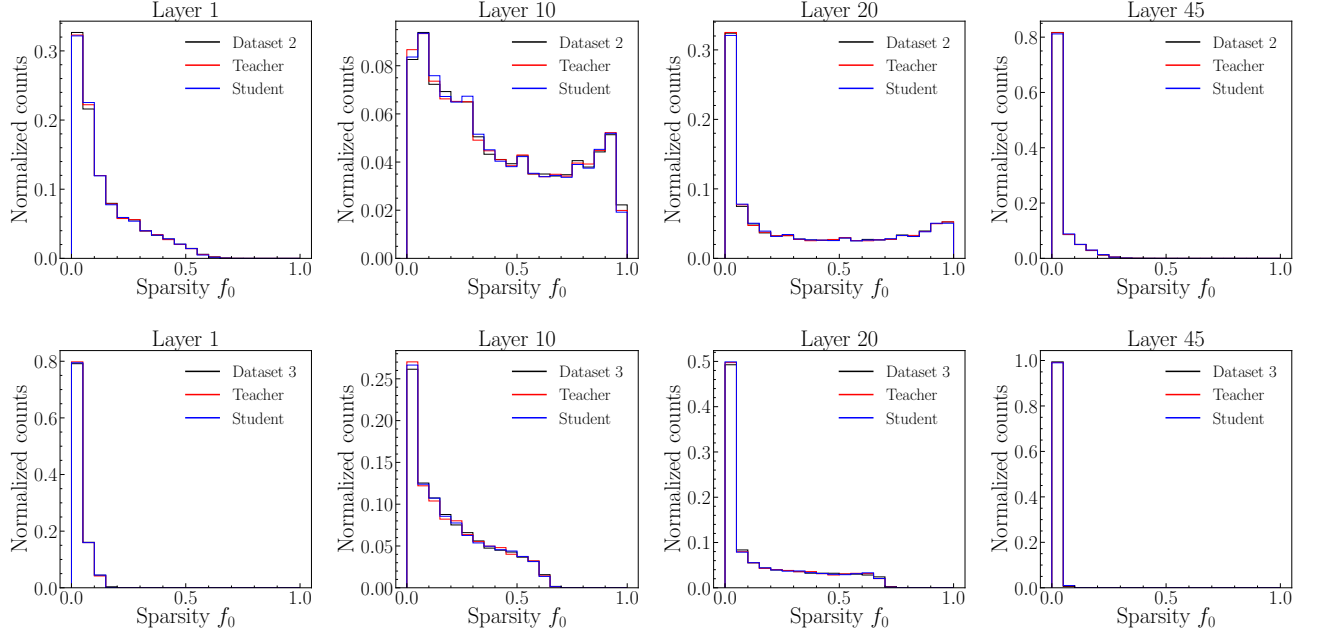 Layer 1
Normalized counts
0.3
0.2
0.1
0.0
Dataset 2
Teacher
Student
0.0 0.5 1.0
Sparsity f₀
Layer 10
Normalized counts
0.08
0.06
0.04
0.02
0.00
Dataset 2
Teacher
Student
0.0 0.5 1.0
Sparsity f₀
Layer 20
Normalized counts
0.3
0.2
0.1
0.0
Dataset 2
Teacher
Student
0.0 0.5 1.0
Sparsity f₀
Layer 45
Normalized counts
0.8
0.6
0.4
0.2
0.0
Dataset 2
Teacher
Student
0.0 0.5 1.0
Sparsity f₀
Layer 1
Normalized counts
0.8
0.6
0.4
0.2
0.0
Dataset 3
Teacher
Student
0.0 0.5 1.0
Sparsity f₀
Layer 10
Normalized counts
0.25
0.20
0.15
0.10
0.05
0.00
Dataset 3
Teacher
Student
0.0 0.5 1.0
Sparsity f₀
Layer 20
Normalized counts
0.5
0.4
0.3
0.2
0.1
0.0
Dataset 3
Teacher
Student
0.0 0.5 1.0
Sparsity f₀
Layer 45
Normalized counts
1.0
0.8
0.6
0.4
0.2
0.0
Dataset 3
Teacher
Student
0.0 0.5 1.0
Sparsity f₀